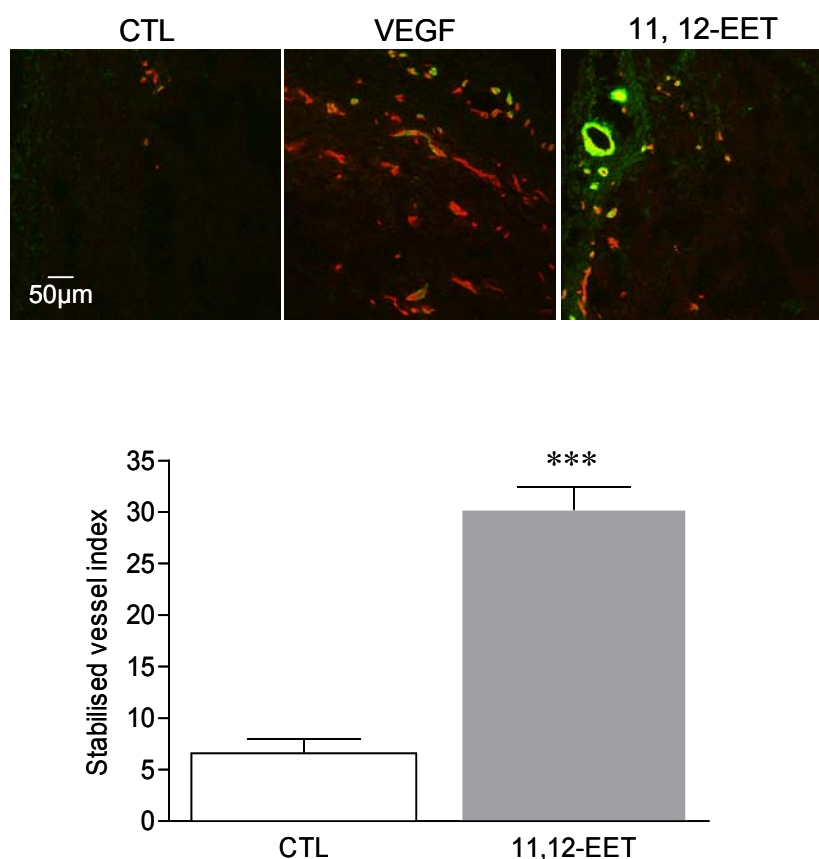 CTL VEGF 11, 12-EET
50µm
35
***
30
25
20
15
10
5
0
Stabilised vessel index
CTL 11,12-EET